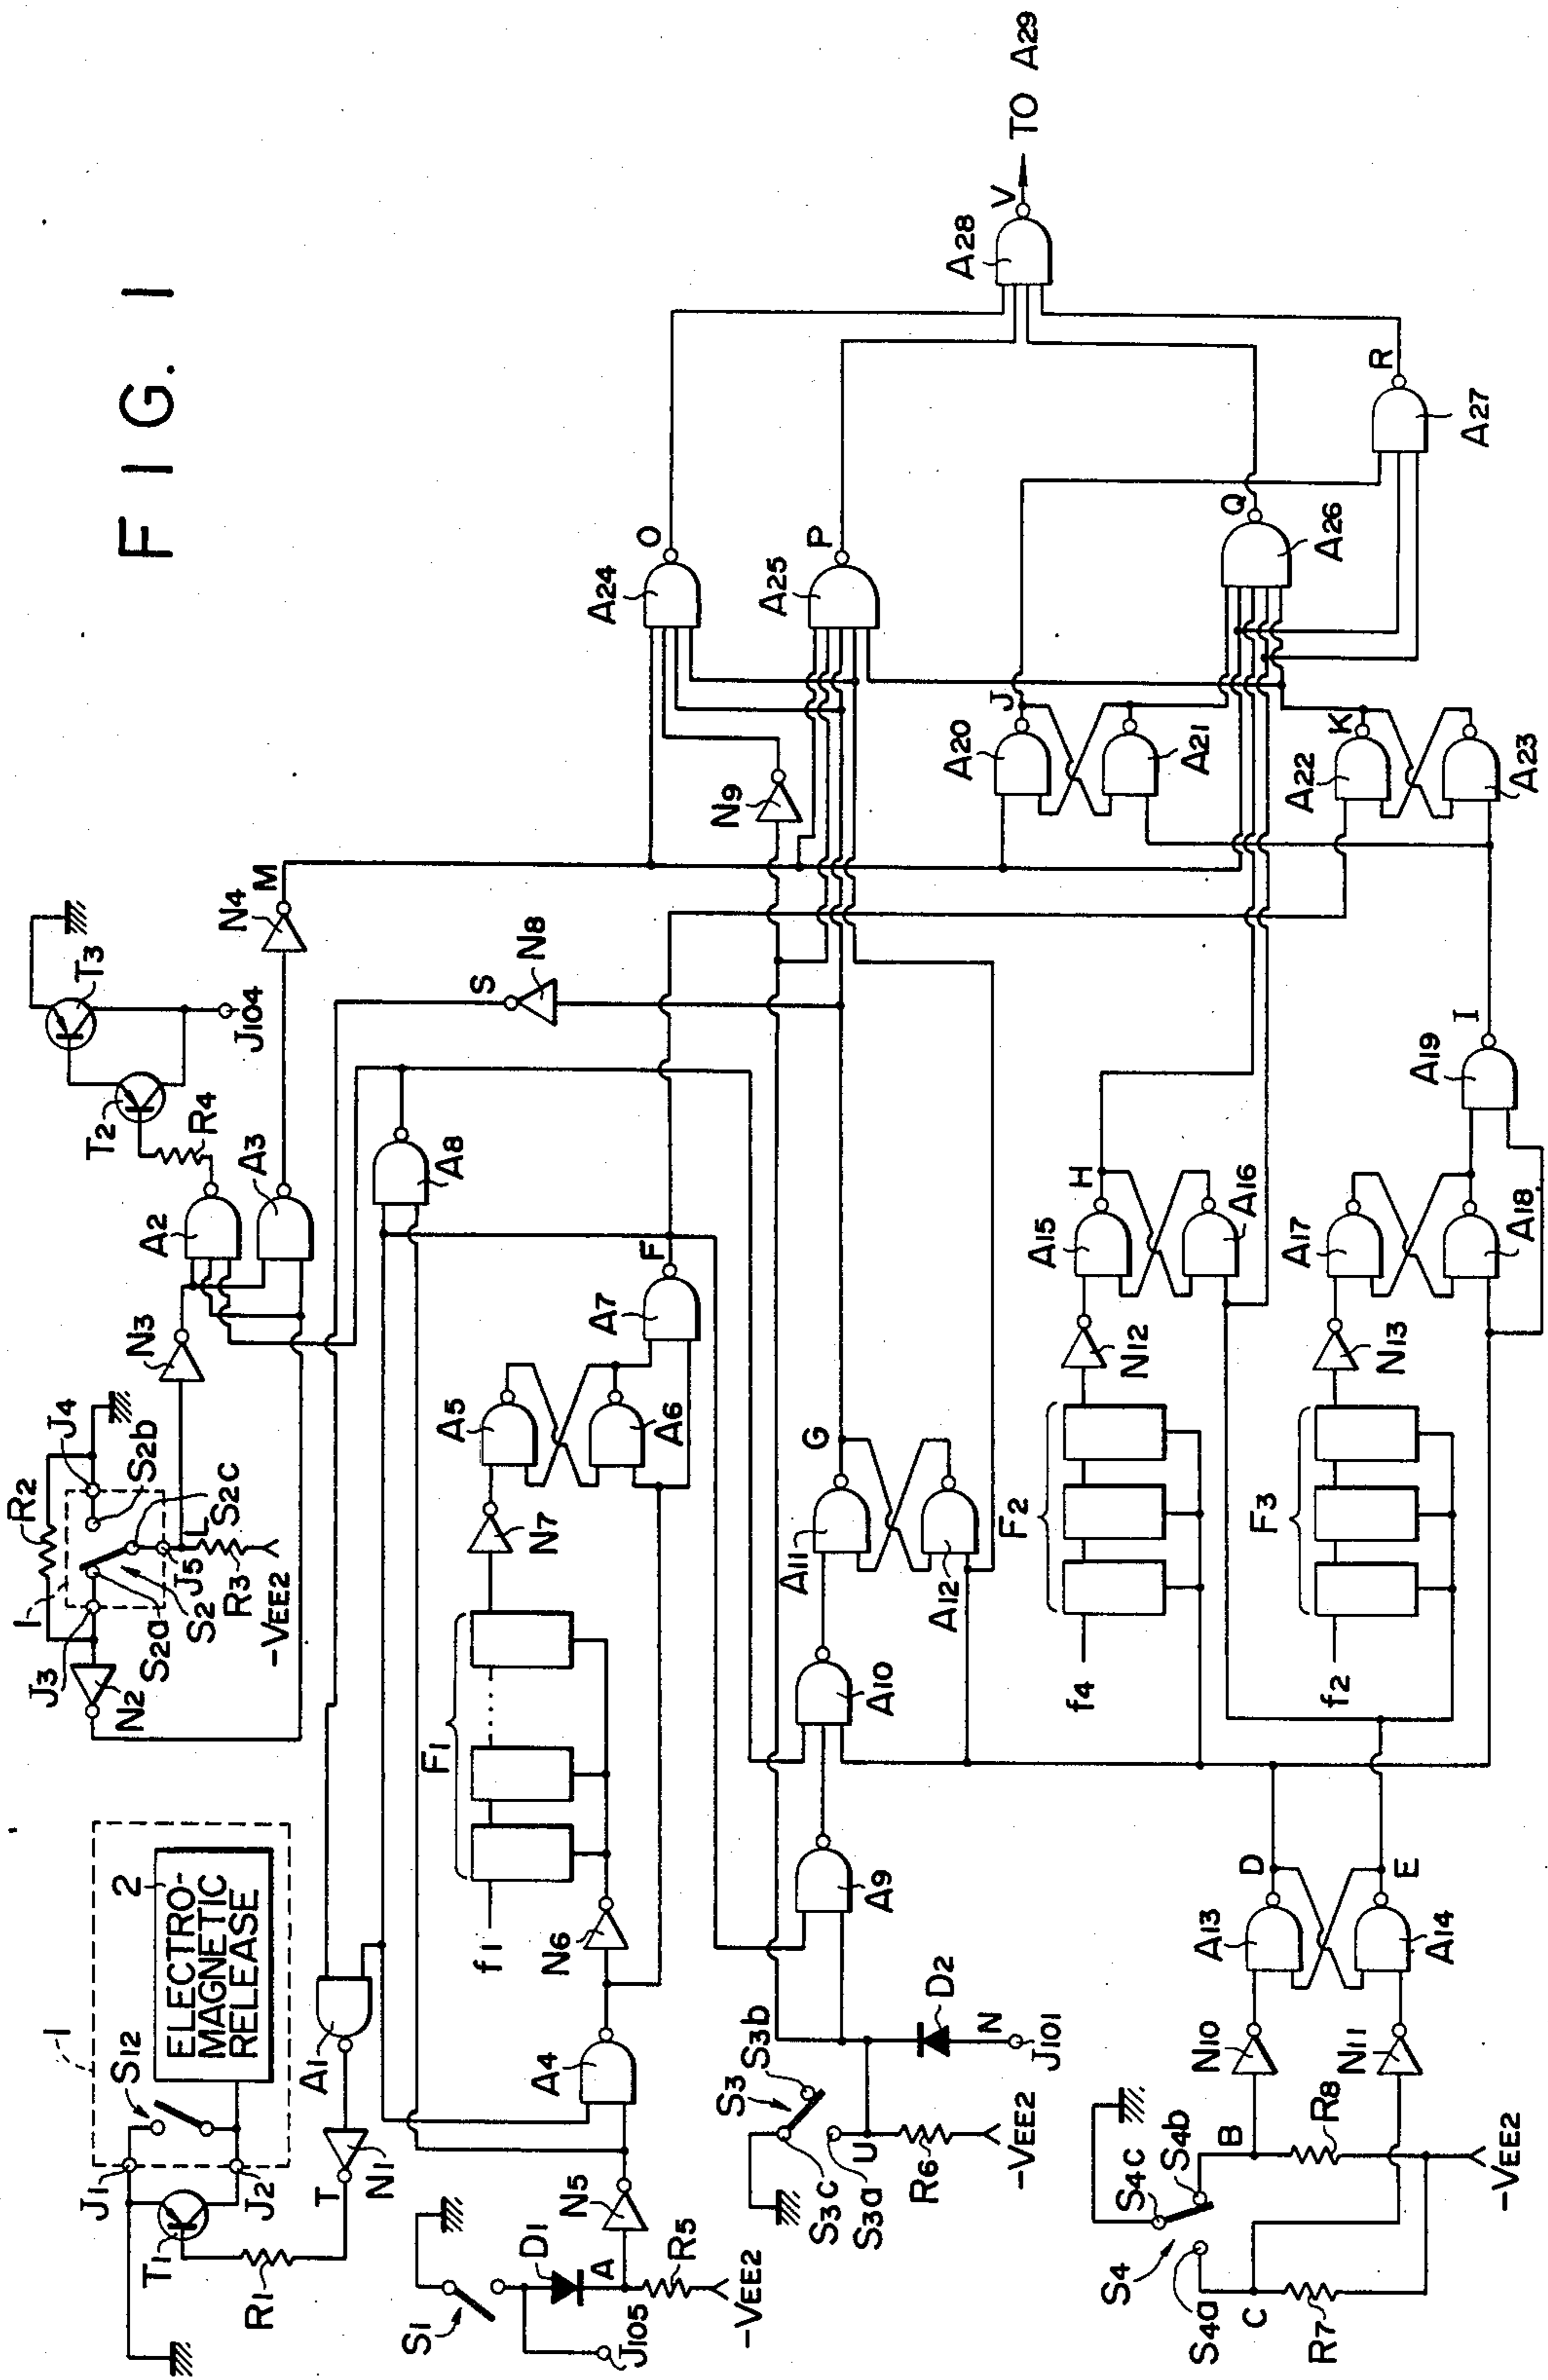 FIG. 1
1
J1
S12
2
ELECTRO-
MAGNETIC
RELEASE
J2
T1
R1
T
N1
A1
J3
N2
1
R2
J4
S2a
S2
S2b
J5
L
S2C
R3
-VEE2
N3
A2
A3
R4
T2
T3
J104
N4
M
S1
D1
J105
A
R5
-VEE2
N5
A4
N6
f1
F1
N7
A5
A6
A7
F
A8
S
N8
S3
S3b
S3C
S3a
U
R6
-VEE2
D2
N
J101
A9
A10
A11
A12
G
N9
A24
O
A25
P
A28
V
TO A29
S4
S4a
S4C
S4b
B
C
R7
R8
-VEE2
N10
N11
A13
A14
D
E
f4
F2
N12
A15
A16
H
f2
F3
N13
A17
A18
A19
I
A20
J
A21
A22
K
A23
Q
A26
R
A27